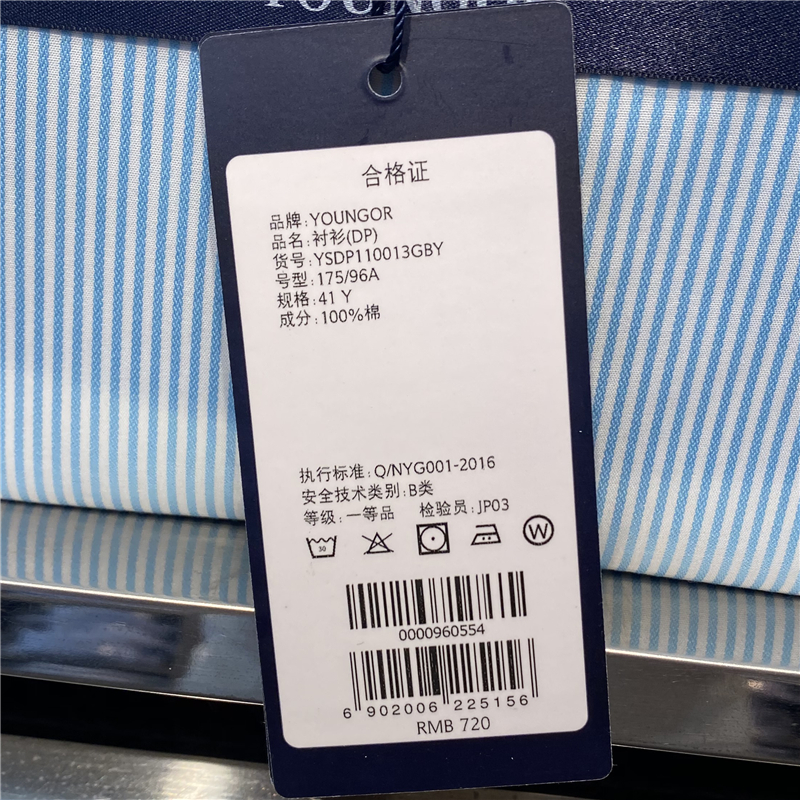 YOUNGOR
合格证
品牌:YOUNGOR
品名:衬衫(DP)
货号:YSDP110013GBY
号型:175/96A
规格:41 Y
成分:100%棉
执行标准:Q/NYG001-2016
安全技术类别:B类
等级:一等品 检验员:JP03
30
W
0000960554
6 902006 225156
RMB 720